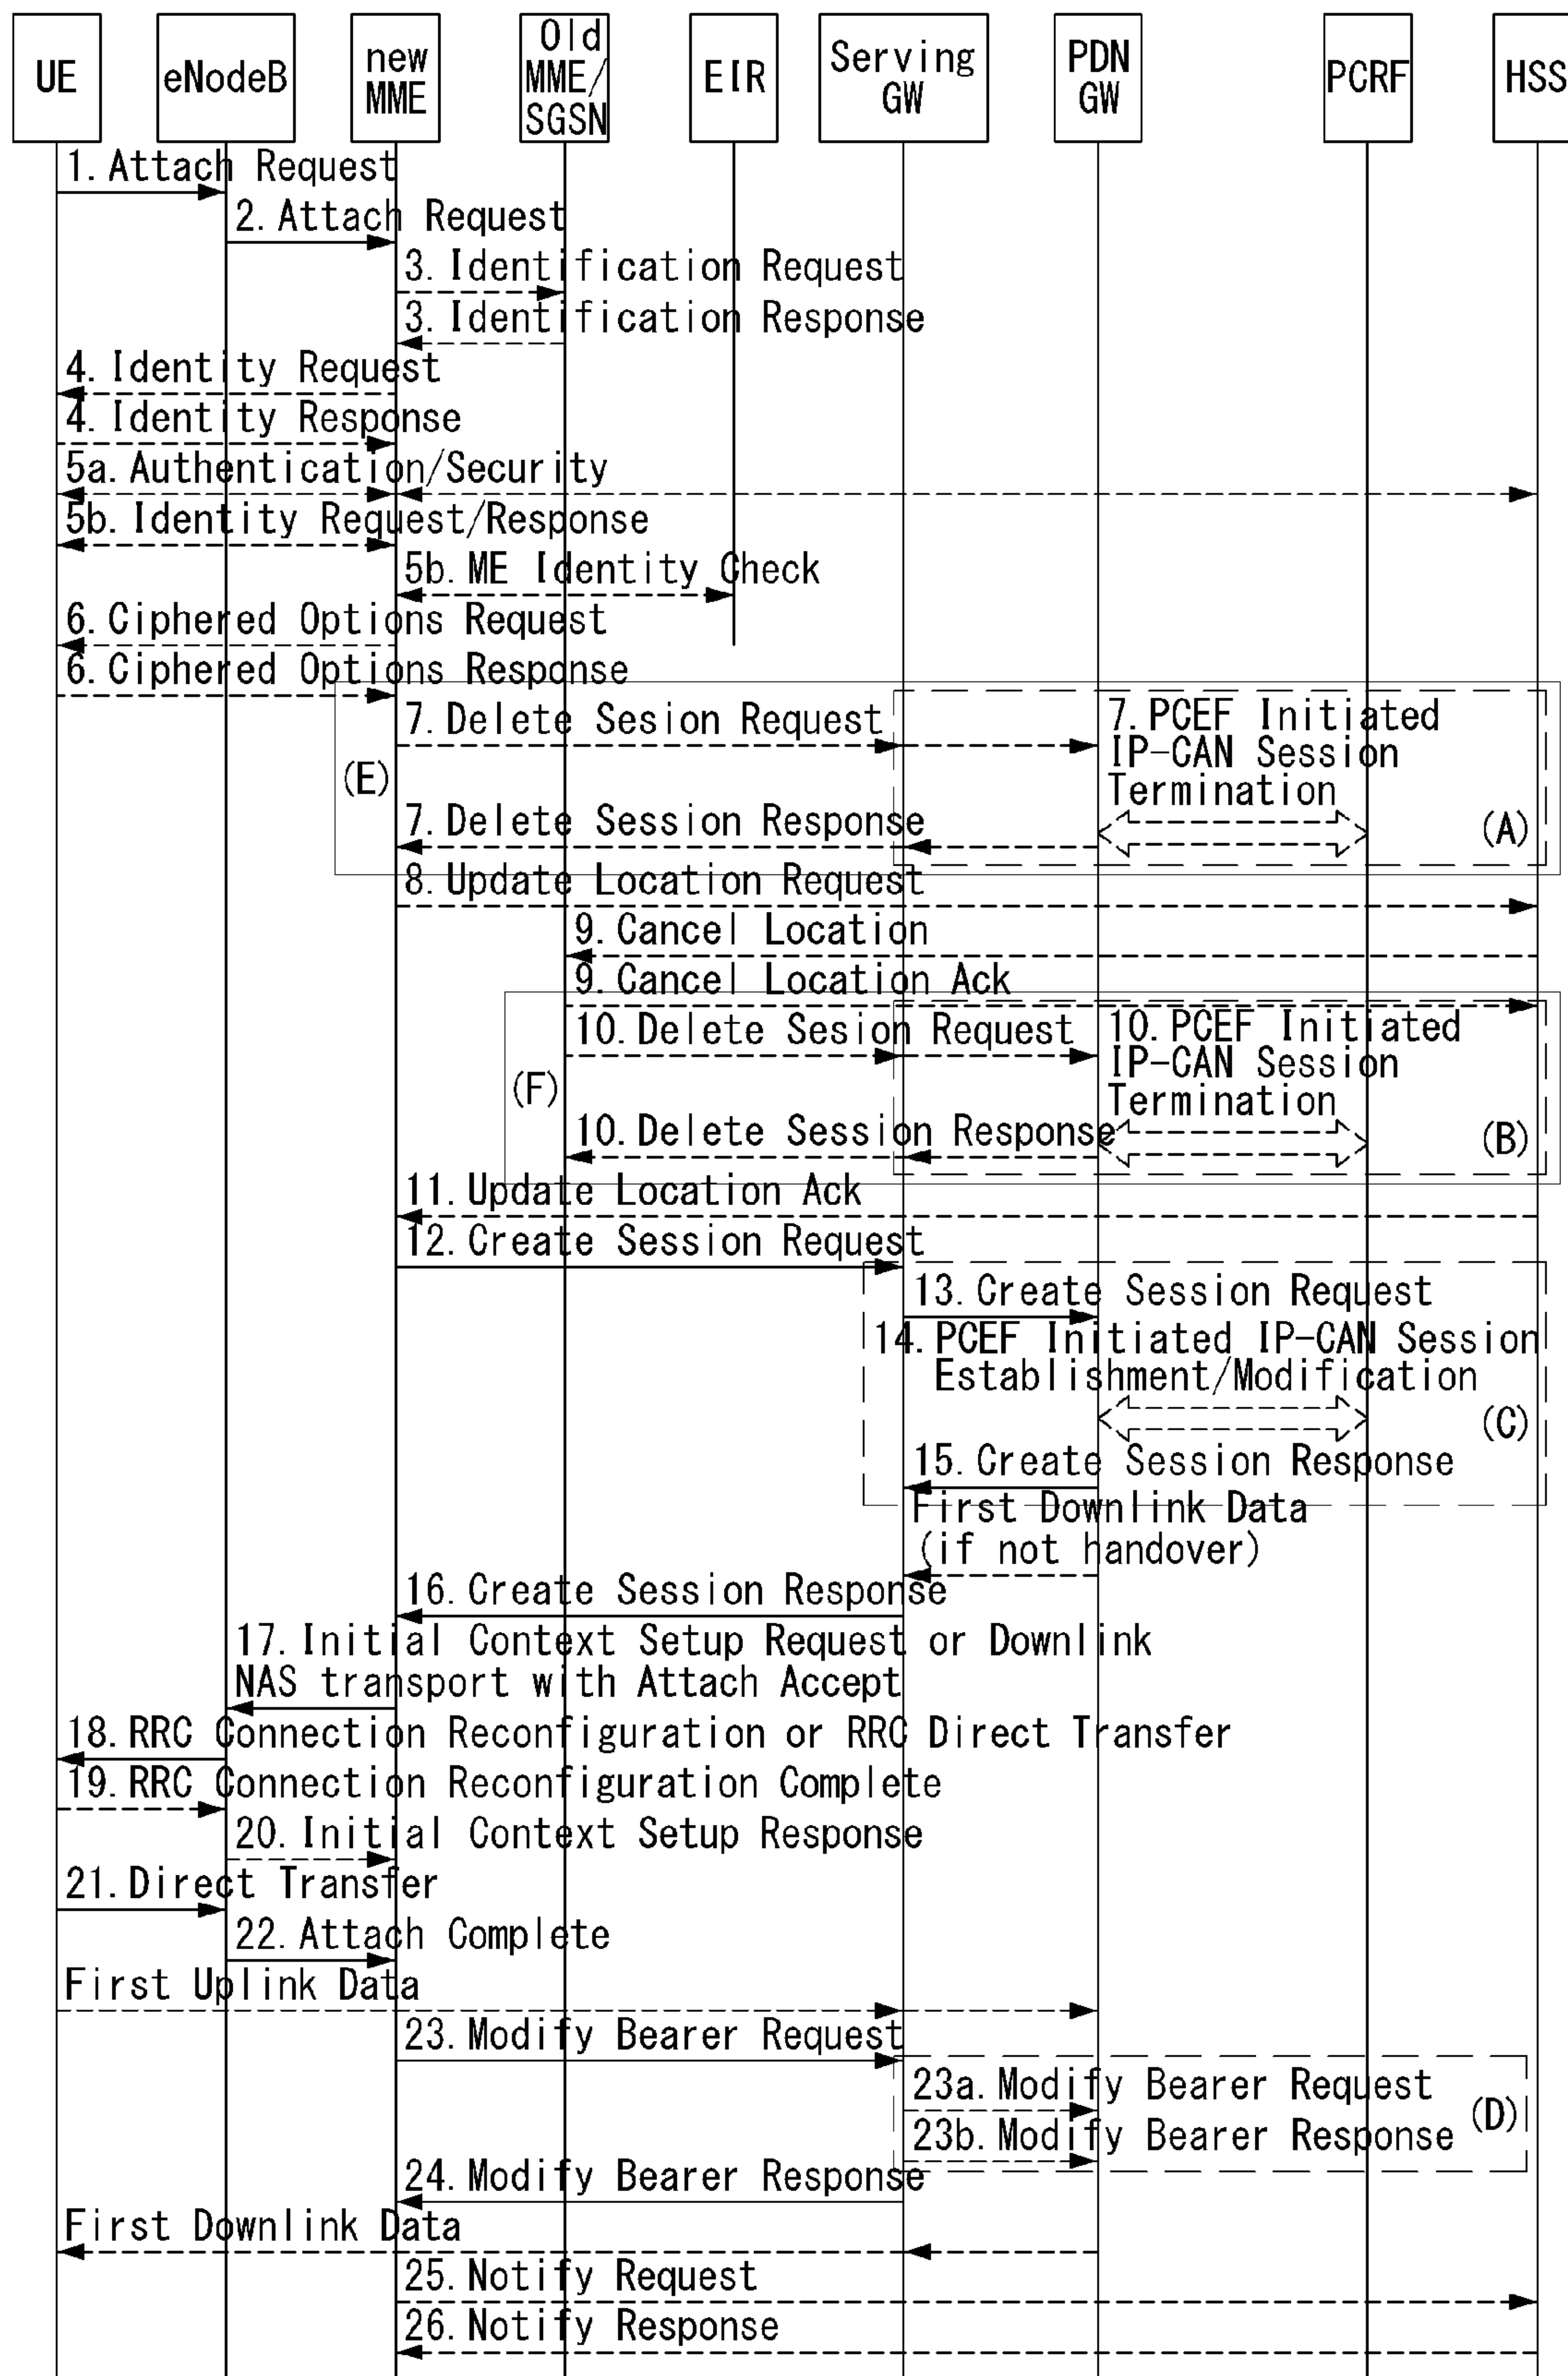 UE
eNodeB
new
MME
Old
MME/
SGSN
EIR
Serving
GW
PDN
GW
PCRF
HSS
1. Attach Request
2. Attach Request
3. Identification Request
3. Identification Response
4. Identity Request
4. Identity Response
5a. Authentication/Security
5b. Identity Request/Response
5b. ME Identity Check
6. Ciphered Options Request
6. Ciphered Options Response
7. Delete Sesion Request
7. PCEF Initiated
IP-CAN Session
Termination
(E)
7. Delete Session Response
(A)
8. Update Location Request
9. Cancel Location
9. Cancel Location Ack
10. Delete Sesion Request
10. PCEF Initiated
IP-CAN Session
Termination
(F)
10. Delete Session Response
(B)
11. Update Location Ack
12. Create Session Request
13. Create Session Request
14. PCEF Initiated IP-CAN Session
Establishment/Modification
(C)
15. Create Session Response
First Downlink Data
(if not handover)
16. Create Session Response
17. Initial Context Setup Request or Downlink
NAS transport with Attach Accept
18. RRC Connection Reconfiguration or RRC Direct Transfer
19. RRC Connection Reconfiguration Complete
20. Initial Context Setup Response
21. Direct Transfer
22. Attach Complete
First Uplink Data
23. Modify Bearer Request
23a. Modify Bearer Request
(D)
23b. Modify Bearer Response
24. Modify Bearer Response
First Downlink Data
25. Notify Request
26. Notify Response